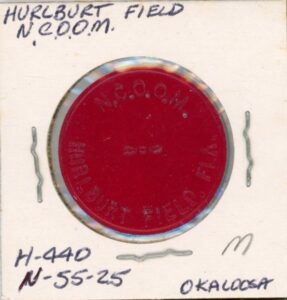 HURLBURT FIELD
N.C.O.O.M.
N.C.O.O.M.
HURLBURT FIELD, FLA.
H-440
N-55-25
M
OKALOOSA